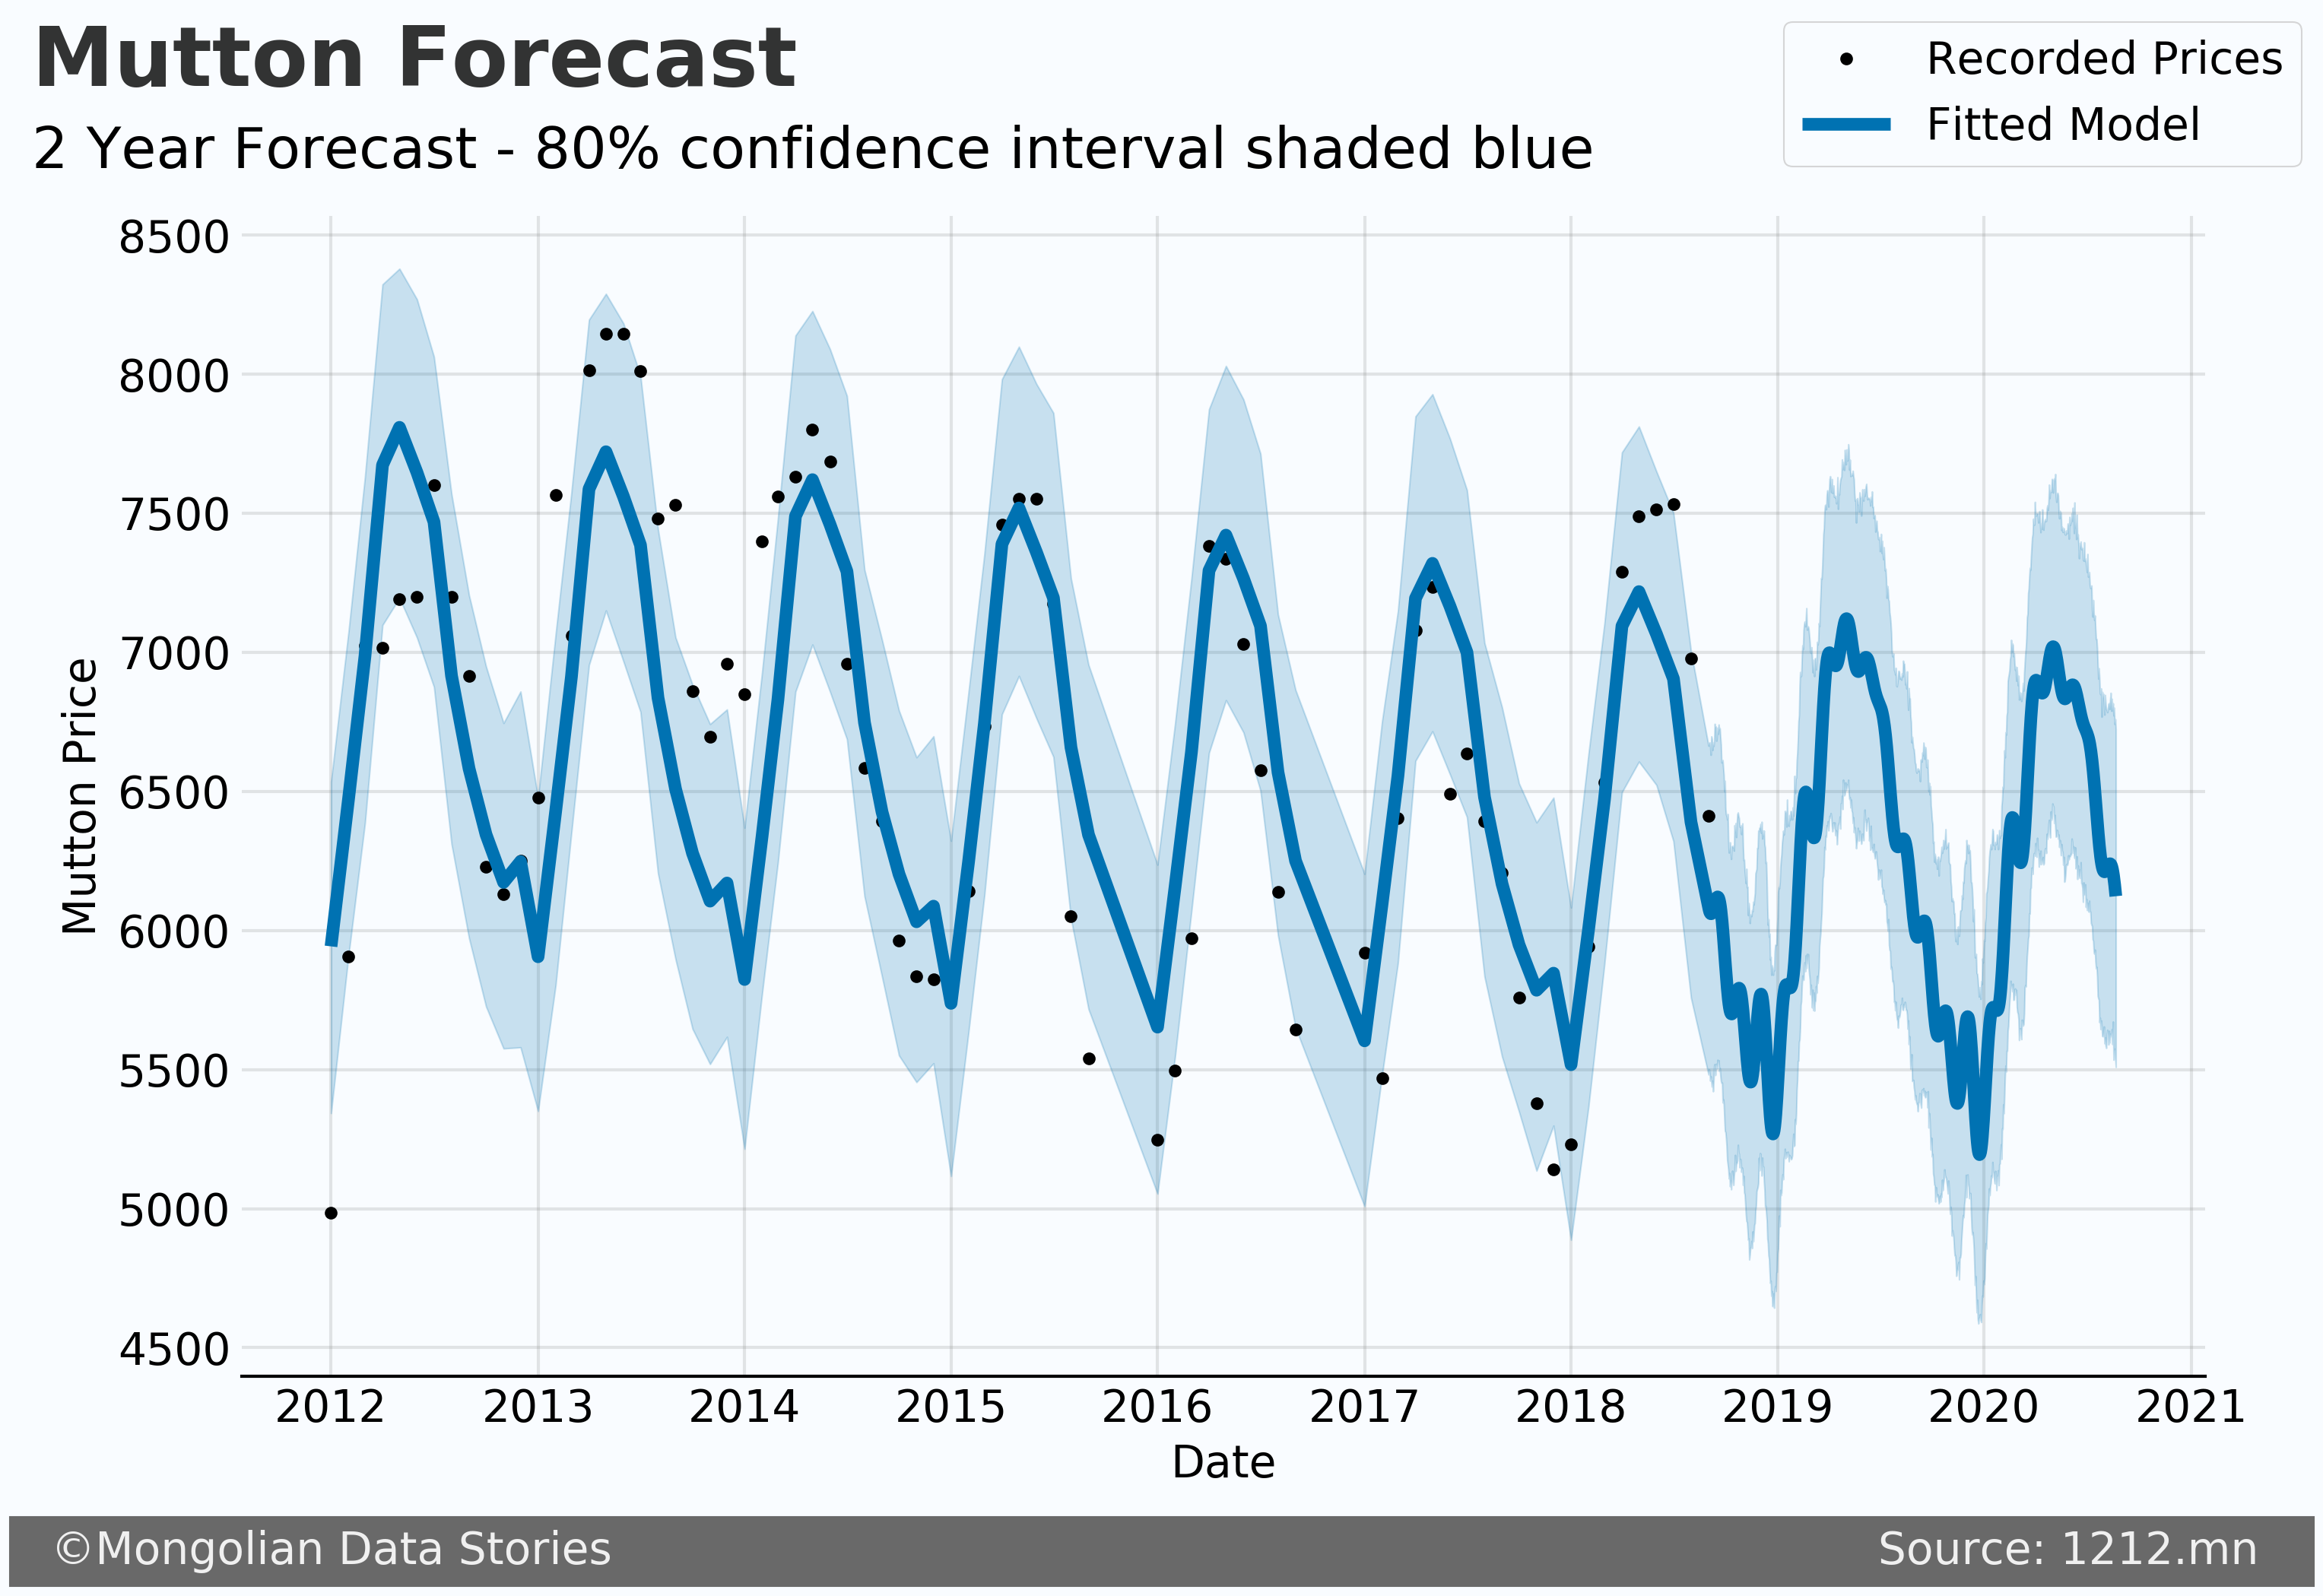 Mutton Forecast
2 Year Forecast - 80% confidence interval shaded blue
Recorded Prices
Fitted Model
8500
8000
7500
7000
6500
6000
5500
5000
4500
Mutton Price
2012 2013 2014 2015 2016 2017 2018 2019 2020 2021
Date
©Mongolian Data Stories
Source: 1212.mn